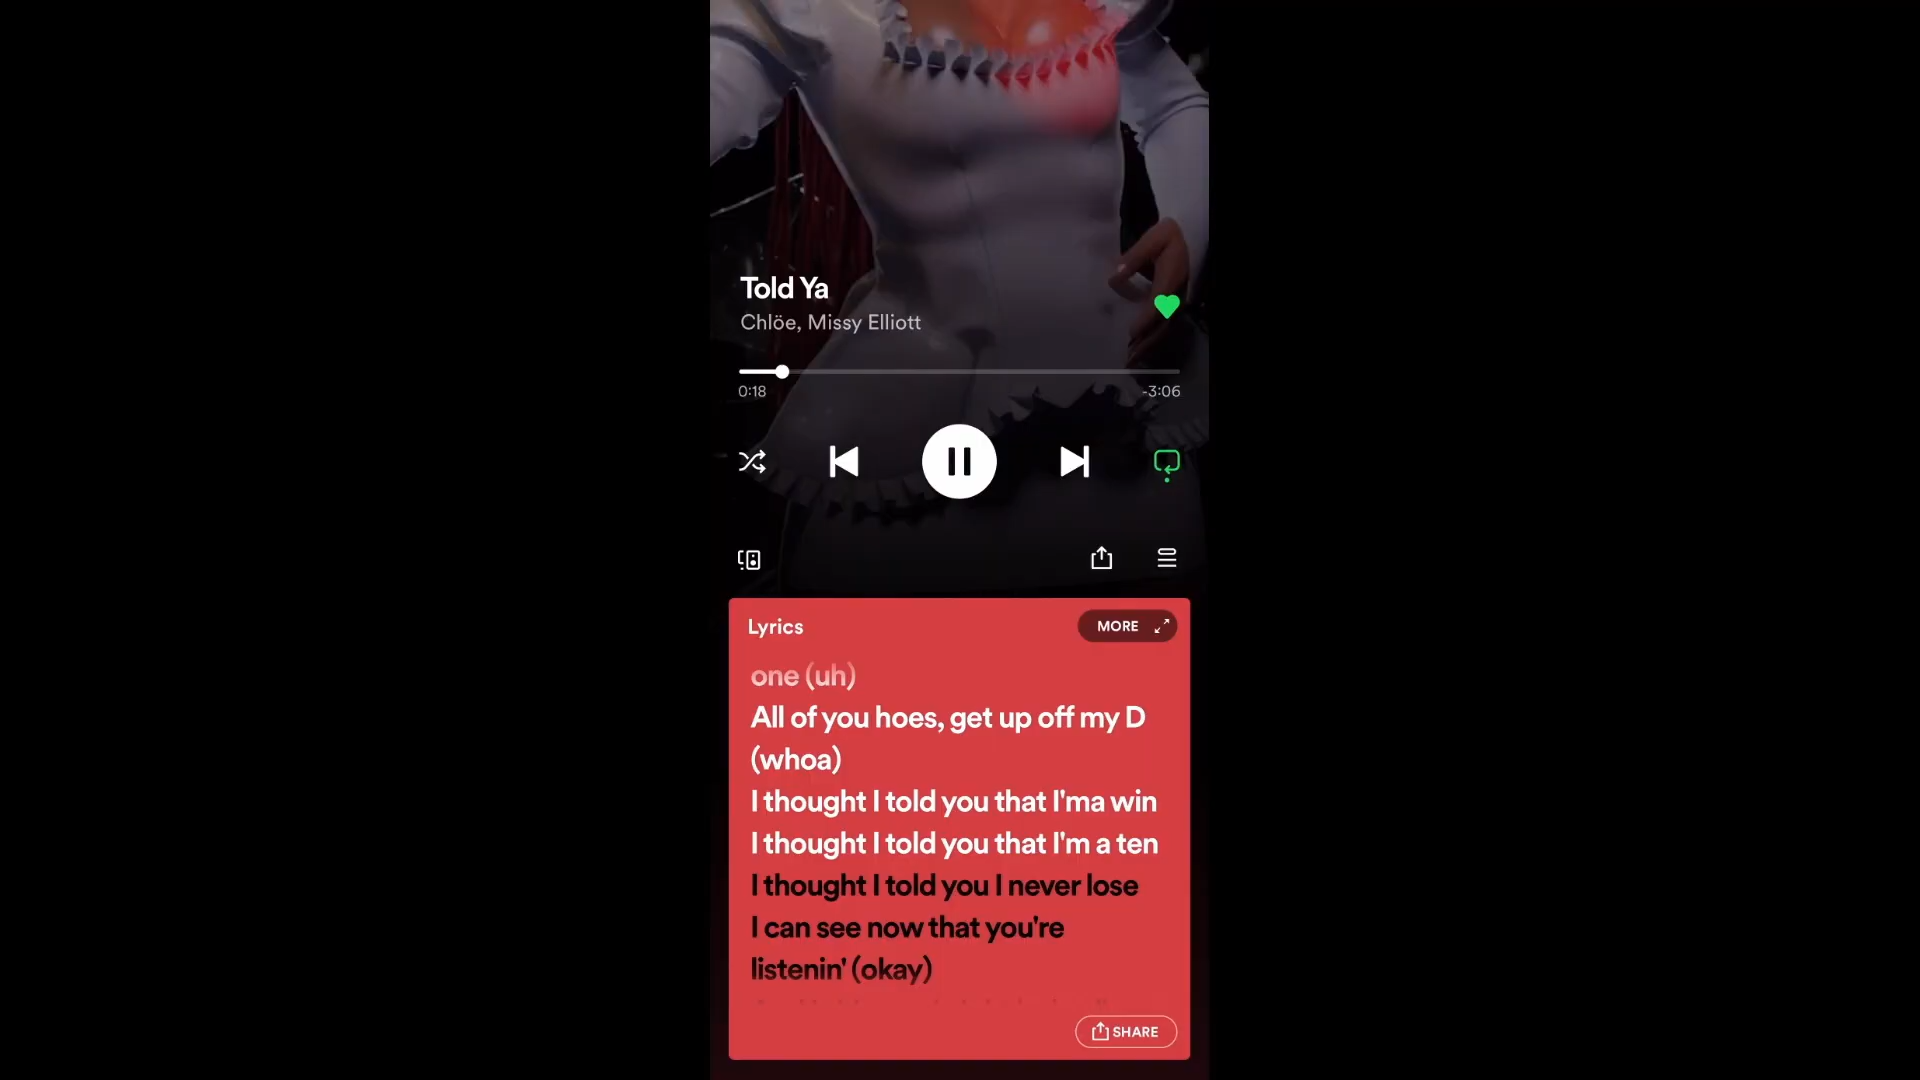 Told Ya
Chlöe, Missy Elliott
0:18
-3:06
Lyrics
MORE
one (uh)
All of you hoes, get up off my D
(whoa)
I thought I told you that I'ma win
I thought I told you that I'm a ten
I thought I told you I never lose
I can see now that you're
listenin' (okay)
SHARE